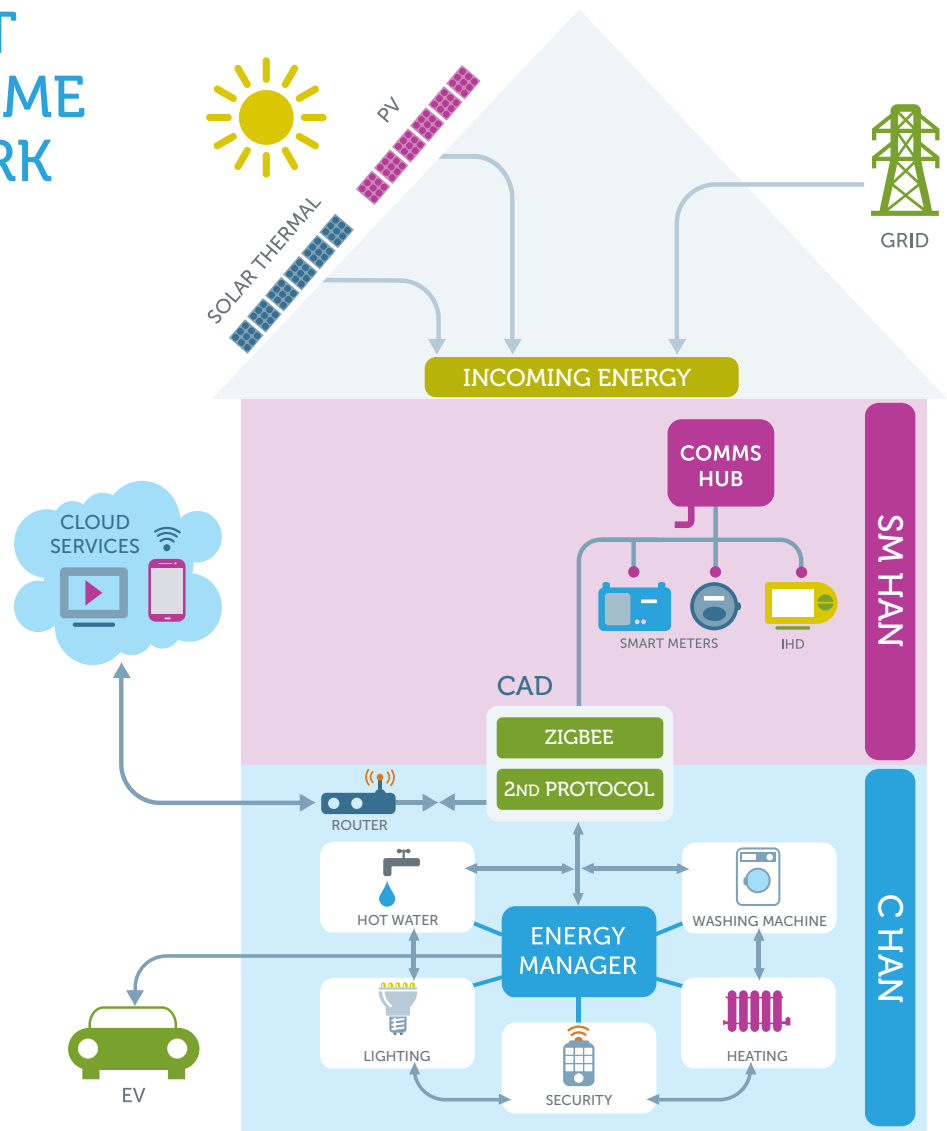 T
ME
RK
PV
SOLAR THERMAL
GRID
INCOMING ENERGY
COMMS
HUB
SM HAN
CLOUD
SERVICES
SMART METERS
IHD
CAD
ZIGBEE
2ND PROTOCOL
ROUTER
HOT WATER
WASHING MACHINE
C HAN
ENERGY
MANAGER
LIGHTING
HEATING
SECURITY
EV